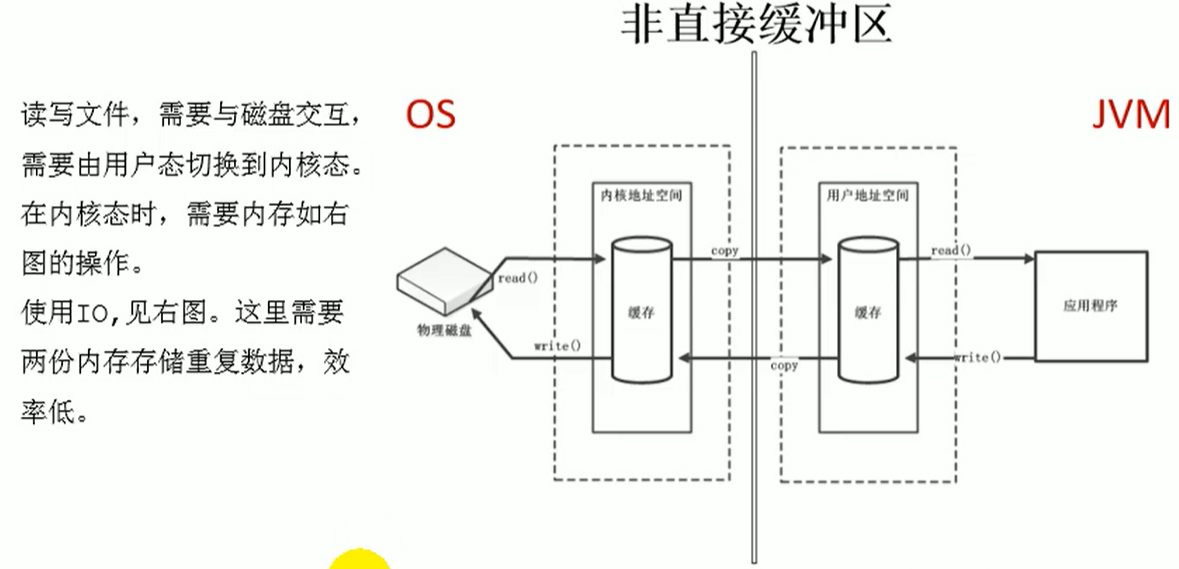 非直接缓冲区
读写文件，需要与磁盘交互，
需要由用户态切换到内核态。
在内核态时，需要内存如右
图的操作。
使用IO,见右图。这里需要
两份内存存储重复数据，效
率低。
OS
JVM
内核地址空间
用户地址空间
copy
read()
read()
缓存
缓存
应用程序
物理磁盘
write()
copy
write()